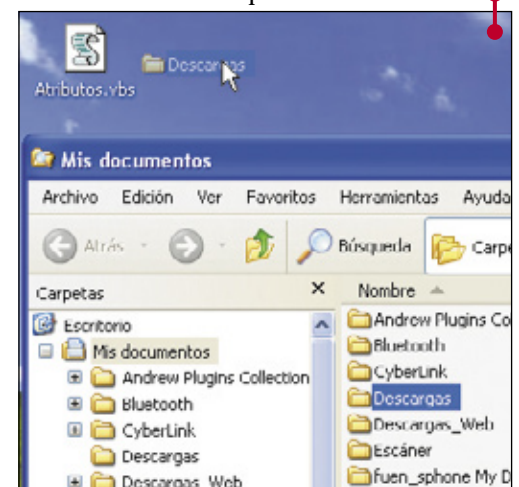 Descargas
Atributos.vbs
Mis documentos
Archivo Edición Ver Favoritos Herramientas Ayuda
Atrás Búsqueda Carpe
Carpetas
Escritorio
Mis documentos
Andrew Plugins Collection
Bluetooth
CyberLink
Descargas
Descargas_Web
Nombre
Andrew Plugins Co
Bluetooth
CyberLink
Descargas
Descargas_Web
Escáner
fuen_sphone My D